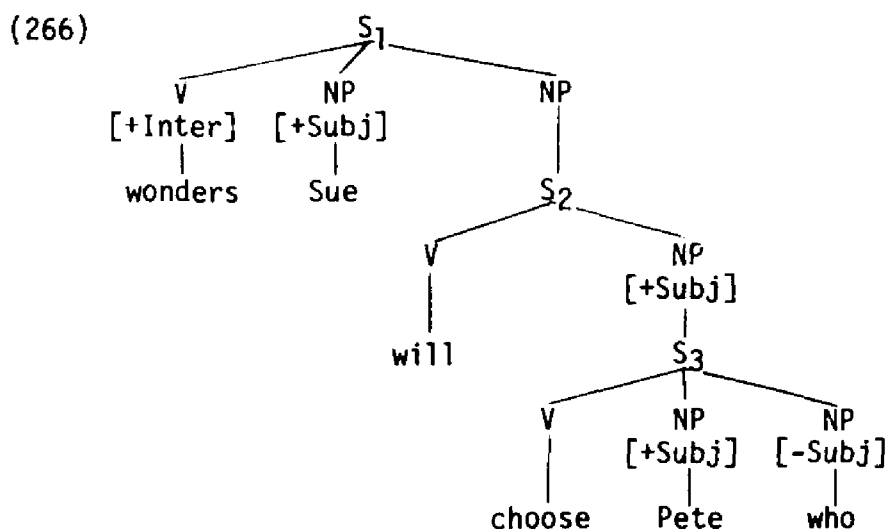 (266)
S1
V NP NP
[+Inter] [+Subj]
wonders Sue S2
V NP
[+Subj]
will S3
V NP NP
[+Subj] [-Subj]
choose Pete who